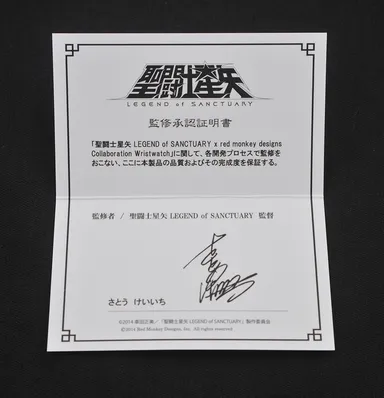 聖闘士星矢
LEGEND of SANCTUARY
監修承認証明書
「聖闘士星矢 LEGEND of SANCTUARY x red monkey designs
Collaboration Wristwatch」に関して、各開発プロセスで監修を
おこない、ここに本製品の品質およびその完成度を保証する。
監修者 / 聖闘士星矢 LEGEND of SANCTUARY 監督
さとう けいいち
©2014 車田正美/「聖闘士星矢 LEGEND of SANCTUARY」製作委員会
©2014 Red Monkey Designs, Inc. All rights reserved.